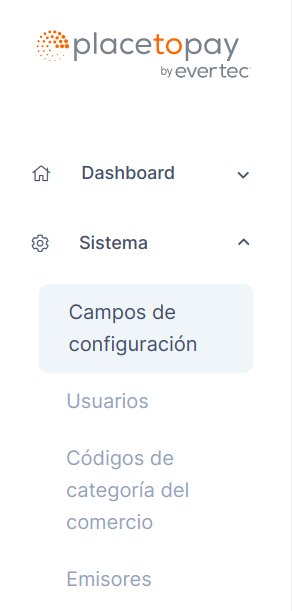 placetopay
by evertec
Dashboard
Sistema
Campos de
configuración
Usuarios
Códigos de
categoría del
comercio
Emisores